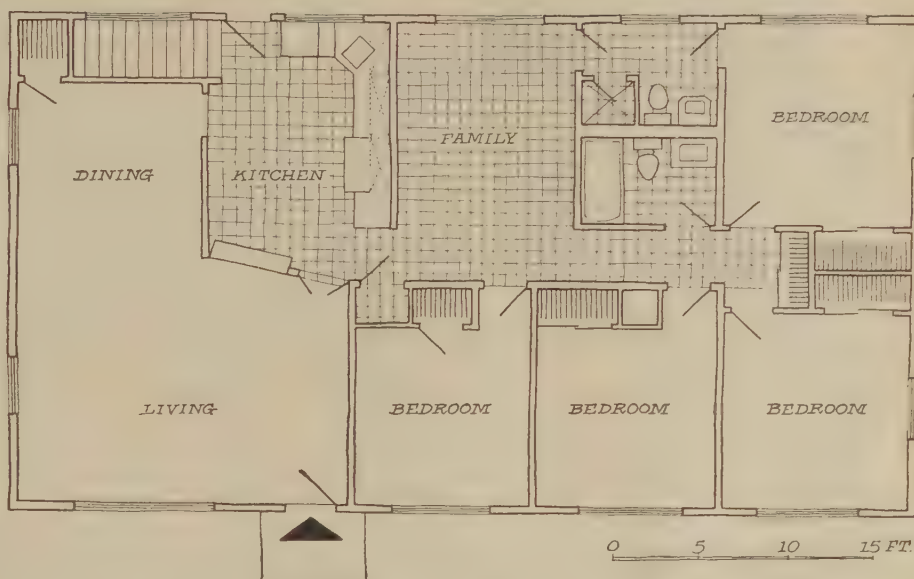 BEDROOM
FAMILY
DINING
KITCHEN
LIVING
BEDROOM
BEDROOM
BEDROOM
0 5 10 15 FT.